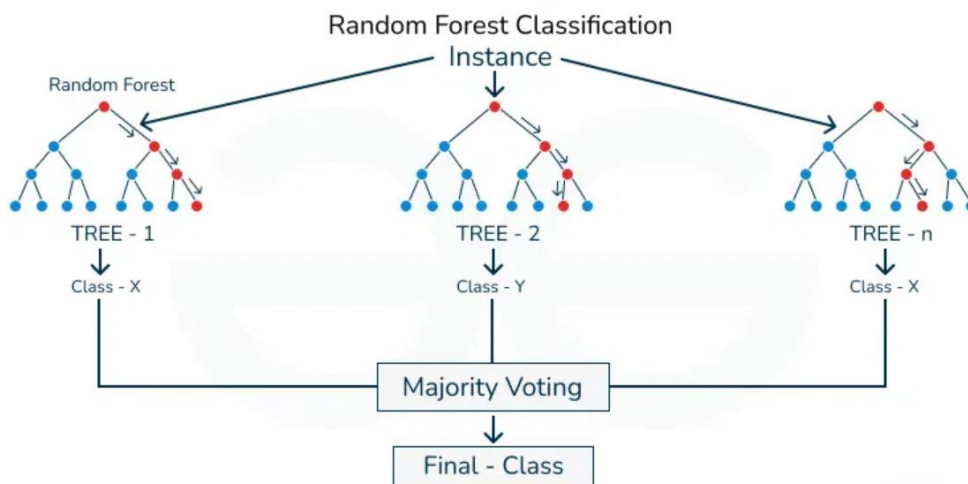 Random Forest Classification
Instance
Random Forest
TREE - 1
TREE - 2
TREE - n
Class - X
Class - Y
Class - X
Majority Voting
Final - Class